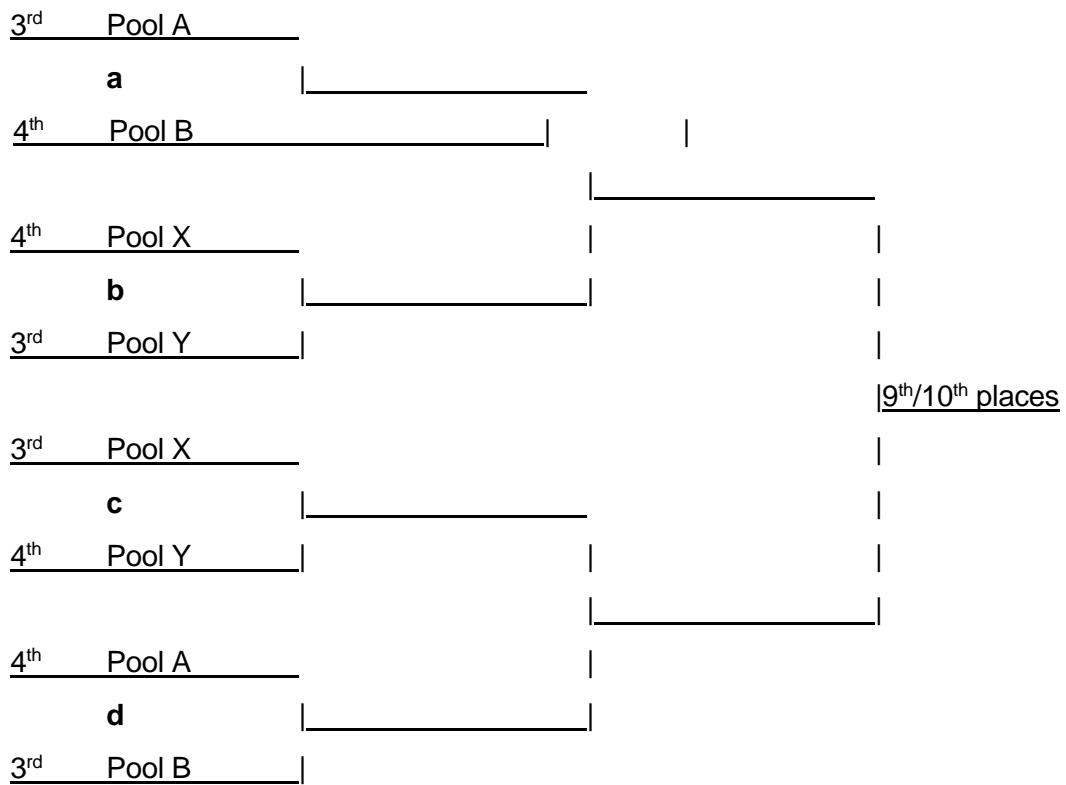 3rd Pool A
a
4th Pool B
4th Pool X
b
3rd Pool Y
9th/10th places
3rd Pool X
c
4th Pool Y
4th Pool A
d
3rd Pool B